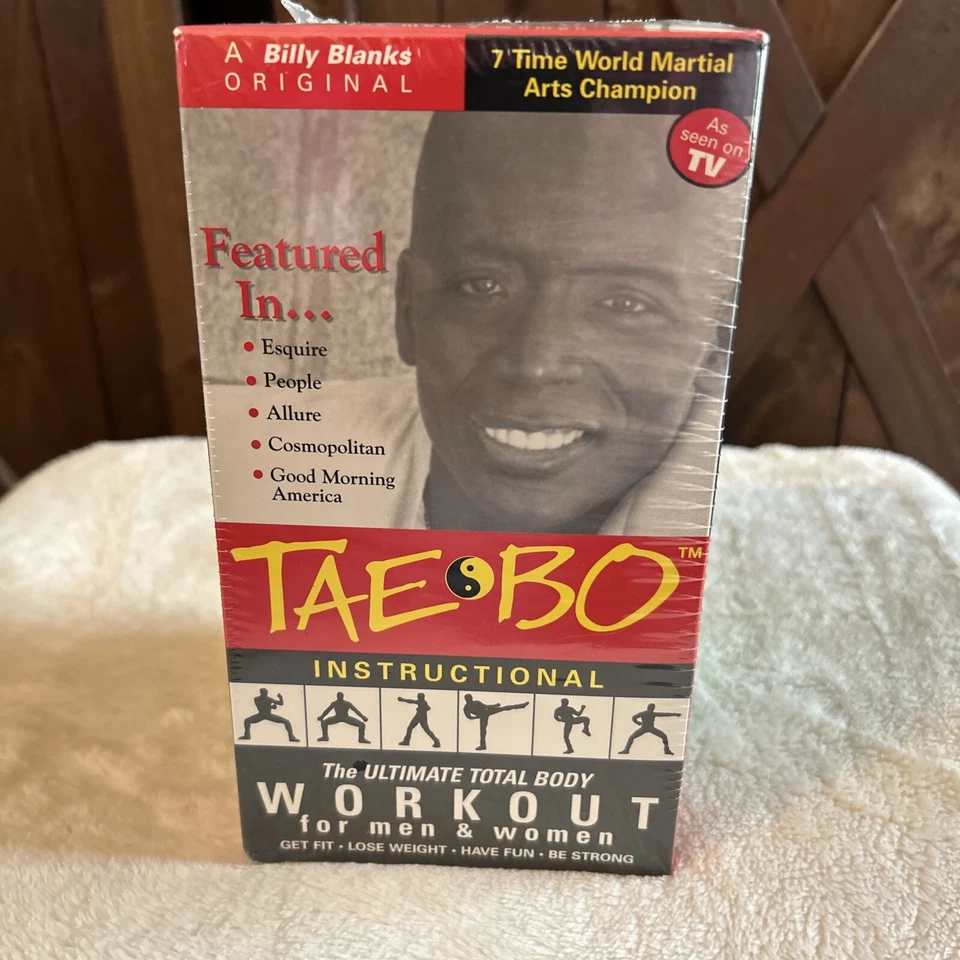 A Billy Blanks
ORIGINAL
7 Time World Martial
Arts Champion
As
seen on
TV
Featured
In...
• Esquire
• People
• Allure
• Cosmopolitan
• Good Morning
America
TAE BO™
INSTRUCTIONAL
The ULTIMATE TOTAL BODY
WORKOUT
for men & women
GET FIT • LOSE WEIGHT • HAVE FUN • BE STRONG